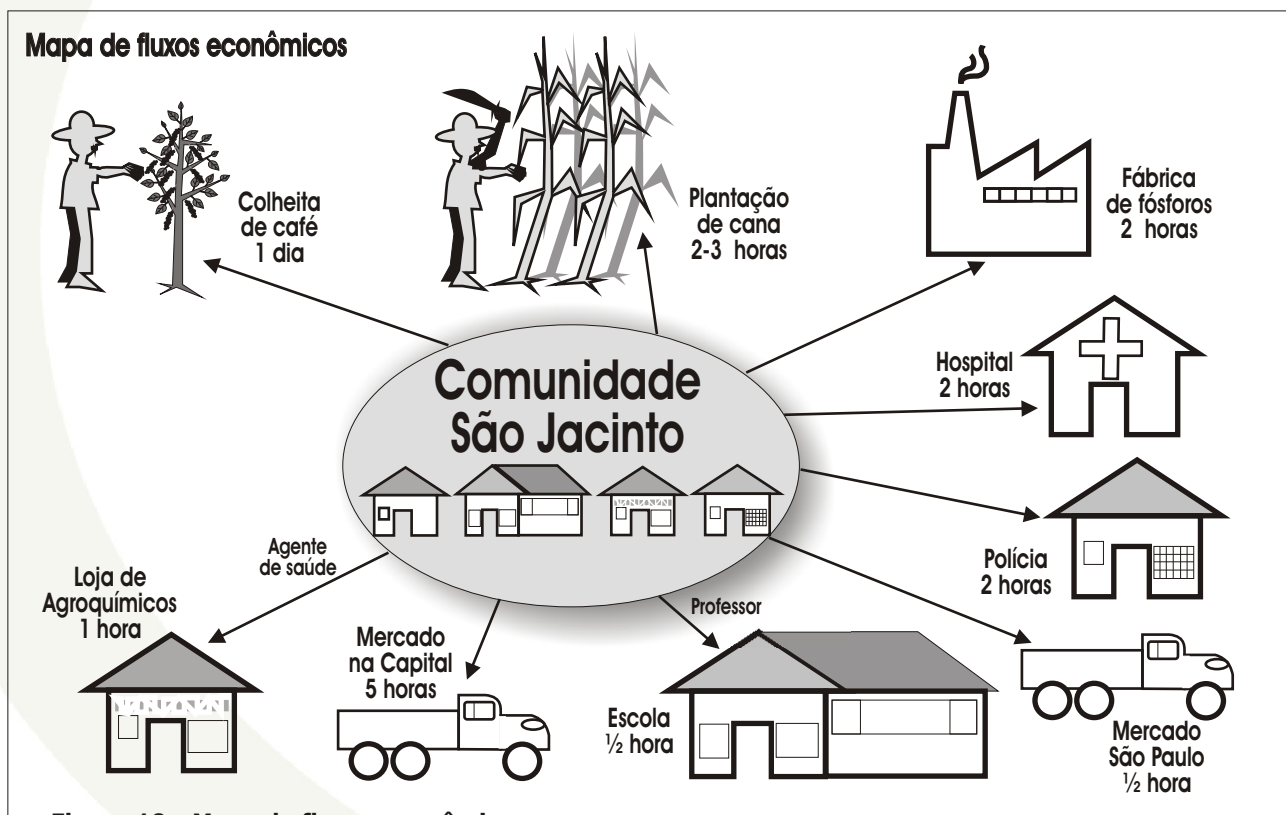 Mapa de fluxos econômicos
Colheita
de café
1 dia
Plantação
de cana
2-3 horas
Fábrica
de fósforos
2 horas
Comunidade
São Jacinto
Hospital
2 horas
Polícia
2 horas
Agente
de saúde
Loja de
Agroquímicos
1 hora
Mercado
na Capital
5 horas
Professor
Escola
½ hora
Mercado
São Paulo
½ hora